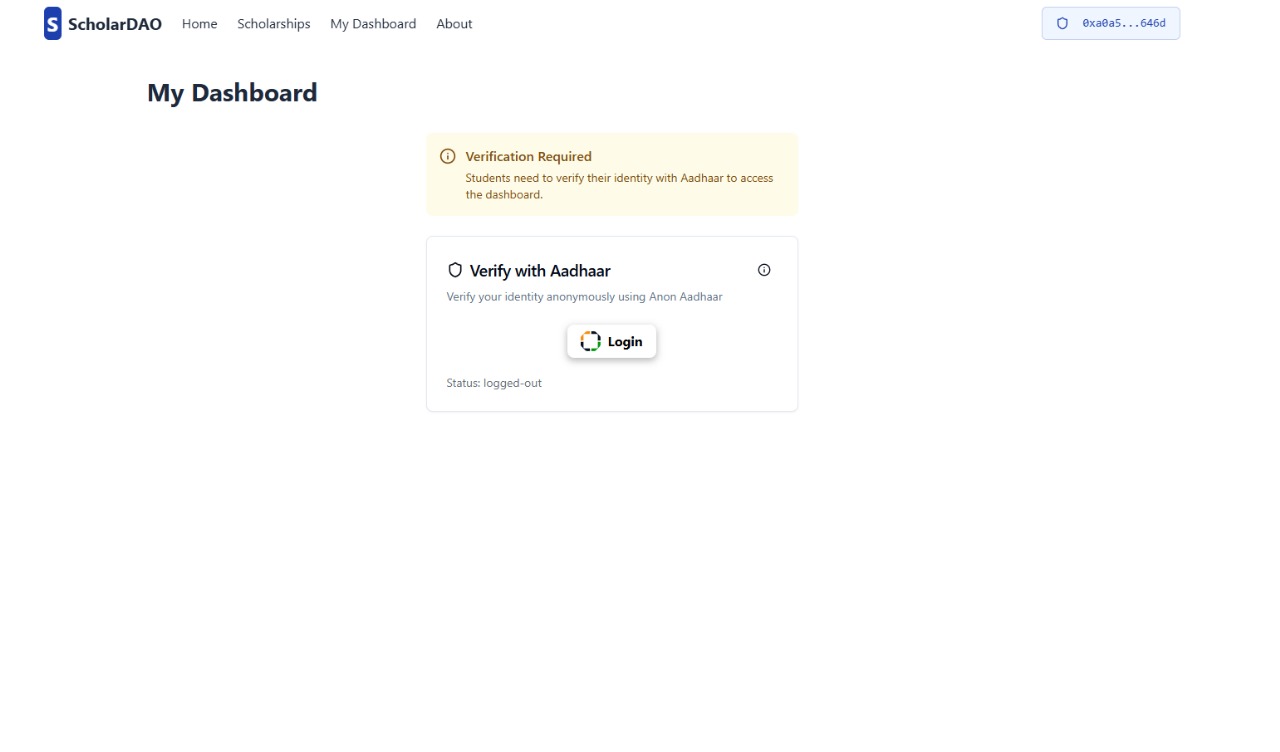 S ScholarDAO Home Scholarships My Dashboard About 0xa0a5...646d
My Dashboard
Verification Required
Students need to verify their identity with Aadhaar to access
the dashboard.
Verify with Aadhaar
Verify your identity anonymously using Anon Aadhaar
Login
Status: logged-out